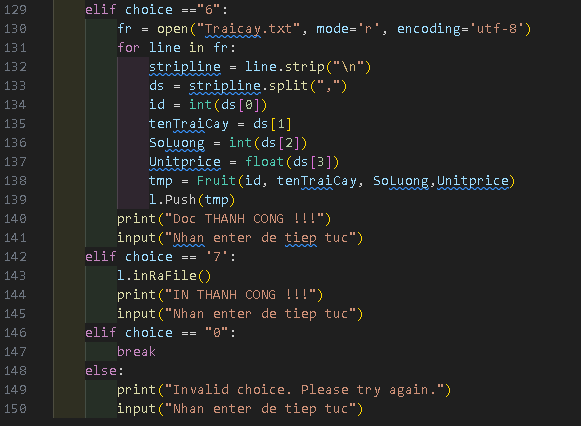 129 elif choice =="6":
130 fr = open("Traicay.txt", mode='r', encoding='utf-8')
131 for line in fr:
132 stripline = line.strip("\n")
133 ds = stripline.split(",")
134 id = int(ds[0])
135 tenTraiCay = ds[1]
136 SoLuong = int(ds[2])
137 Unitprice = float(ds[3])
138 tmp = Fruit(id, tenTraiCay, SoLuong,Unitprice)
139 l.Push(tmp)
140 print("Doc THANH CONG !!!")
141 input("Nhan enter de tiep tuc")
142 elif choice == '7':
143 l.inRaFile()
144 print("IN THANH CONG !!!")
145 input("Nhan enter de tiep tuc")
146 elif choice == "0":
147 break
148 else:
149 print("Invalid choice. Please try again.")
150 input("Nhan enter de tiep tuc")